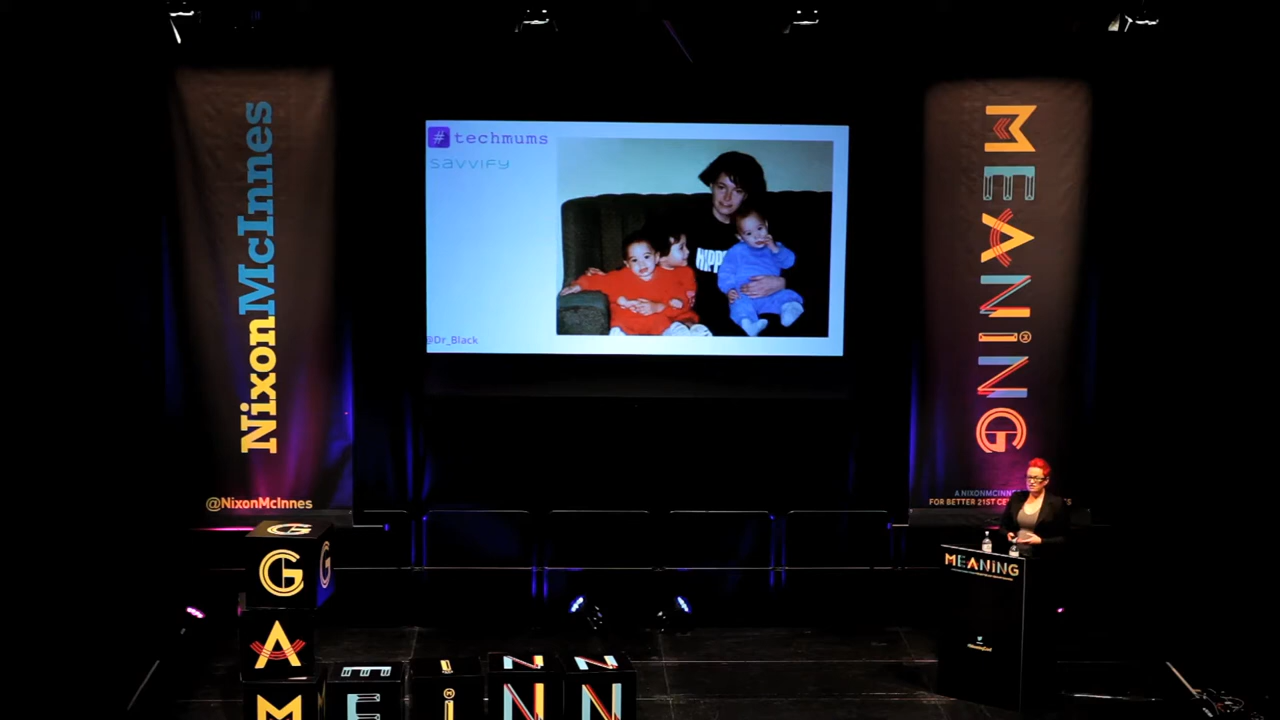 NixonMcInnes
@NixonMcInnes
# techmums
savvify
@Dr_Black
MEANING
A NIXONMCINNES
FOR BETTER 21ST CE
MEANING
G
G
G
A
M
E
E
i
i
N
N
N
N